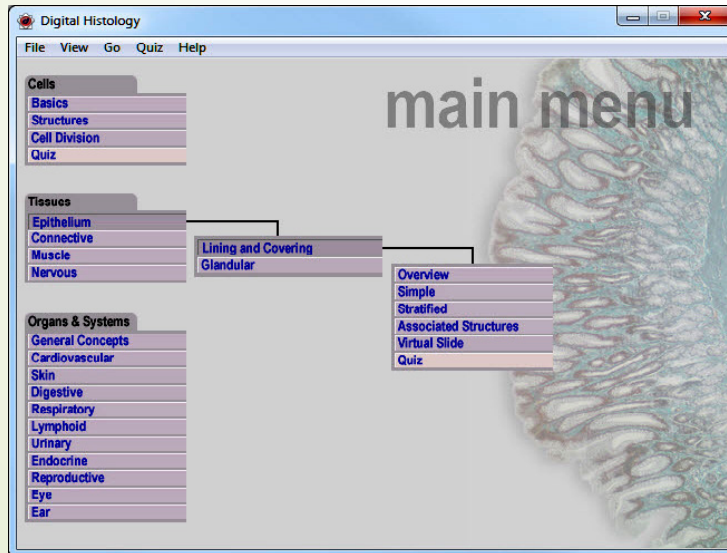 Digital Histology
File View Go Quiz Help
main menu
Cells
Basics
Structures
Cell Division
Quiz
Tissues
Epithelium
Connective
Muscle
Nervous
Lining and Covering
Glandular
Overview
Simple
Stratified
Associated Structures
Virtual Slide
Quiz
Organs & Systems
General Concepts
Cardiovascular
Skin
Digestive
Respiratory
Lymphoid
Urinary
Endocrine
Reproductive
Eye
Ear